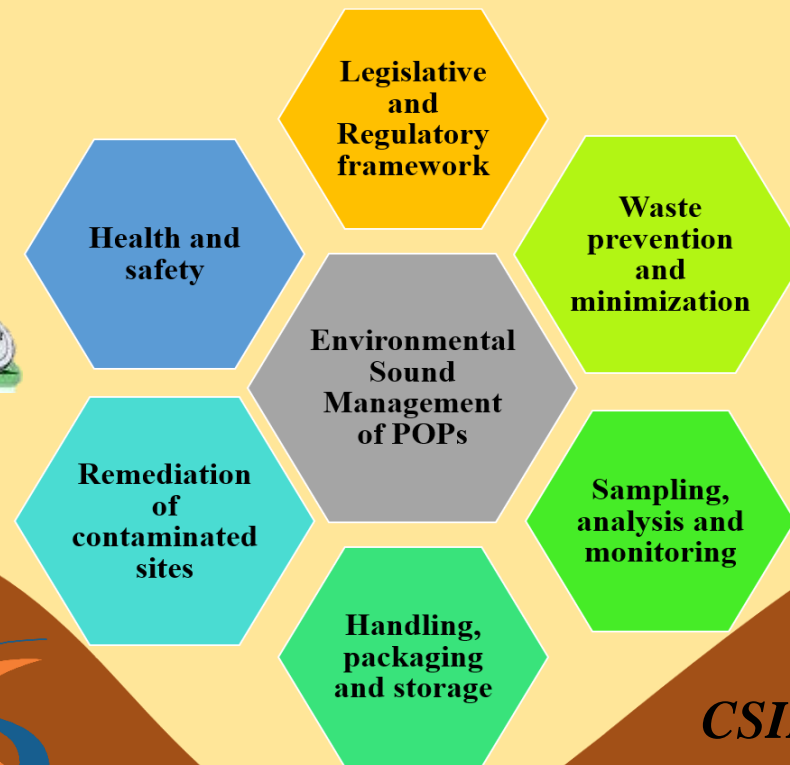 Legislative
and
Regulatory
framework
Health and
safety
Waste
prevention
and
minimization
Environmental
Sound
Management
of POPs
Remediation
of
contaminated
sites
Sampling,
analysis and
monitoring
Handling,
packaging
and storage